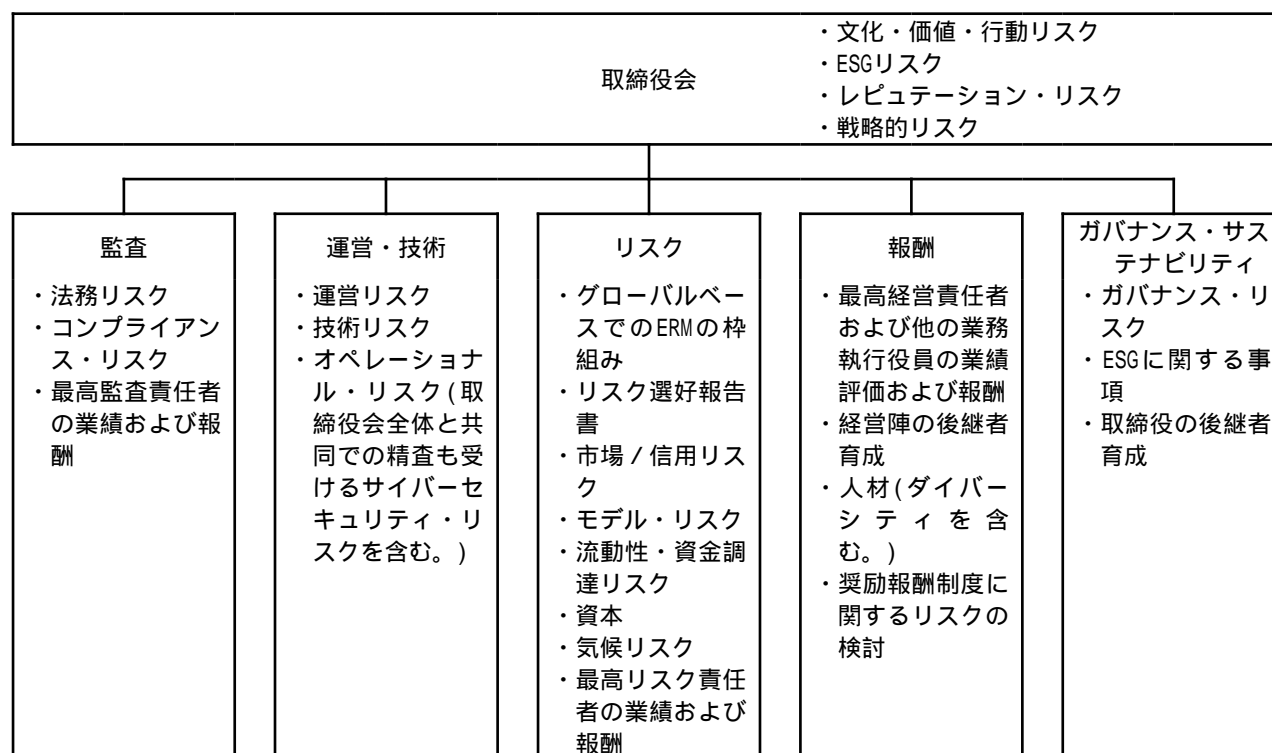 取締役会
・文化・価値・行動リスク
・ESGリスク
・レピュテーション・リスク
・戦略的リスク
監査
・法務リスク
・コンプライアン
ス・リスク
・最高監査責任者
の業績および報
酬
運営・技術
・運営リスク
・技術リスク
・オペレーショナ
ル・リスク(取
締役会全体と共
同での精査も受
けるサイバーセ
キュリティ・リ
スクを含む。)
リスク
・グローバルベー
スでのERMの枠
組み
・リスク選好報告
書
・市場/信用リス
ク
・モデル・リスク
・流動性・資金調
達リスク
・資本
・気候リスク
・最高リスク責任
者の業績および
報酬
報酬
・最高経営責任者
および他の業務
執行役員の業績
評価および報酬
・経営陣の後継者
育成
・人材(ダイバー
シティを含
む。)
・奨励報酬制度に
関するリスクの
検討
ガバナンス・サス
テナビリティ
・ガバナンス・リ
スク
・ESGに関する事
項
・取締役の後継者
育成